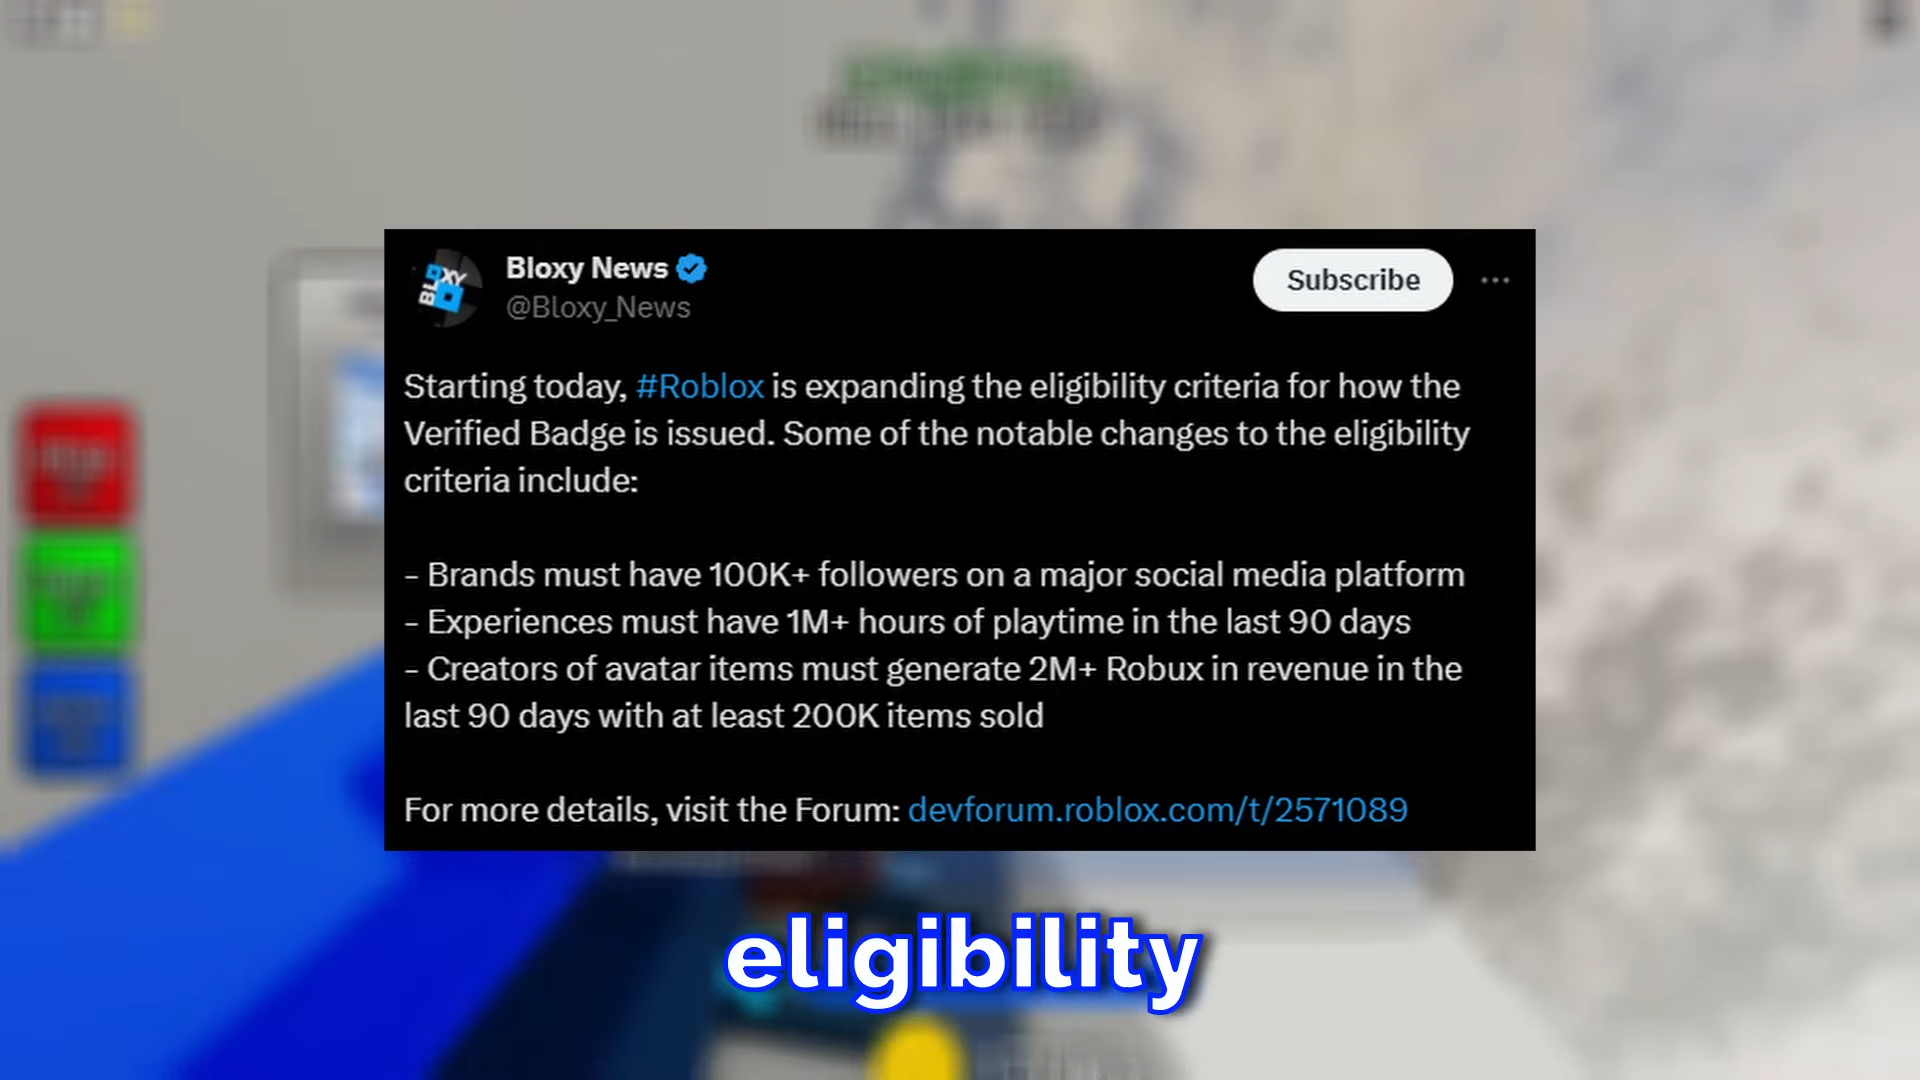 Bloxy News
@Bloxy_News
Subscribe
BLOXY
Starting today, #Roblox is expanding the eligibility criteria for how the
Verified Badge is issued. Some of the notable changes to the eligibility
criteria include:
- Brands must have 100K+ followers on a major social media platform
- Experiences must have 1M+ hours of playtime in the last 90 days
- Creators of avatar items must generate 2M+ Robux in revenue in the
last 90 days with at least 200K items sold
For more details, visit the Forum: devforum.roblox.com/t/2571089
eligibility